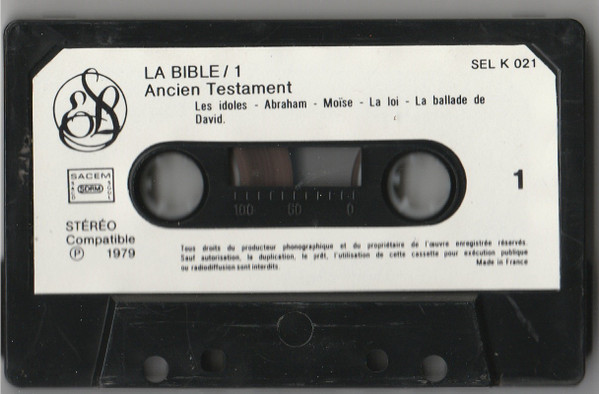 LA BIBLE / 1
SEL K 021
Ancien Testament
Les idoles - Abraham - Moïse - La loi - La ballade de
David.
SACEM
SDRM
1
100 50 0
STÉRÉO
Compatible
Ⓟ 1979
Tous droits du producteur phonographique et du propriétaire de l'œuvre enregistrée réservés.
Sauf autorisation, la duplication, le prêt, l'utilisation de cette cassette pour exécution publique
ou radiodiffusion sont interdits.
Made in France